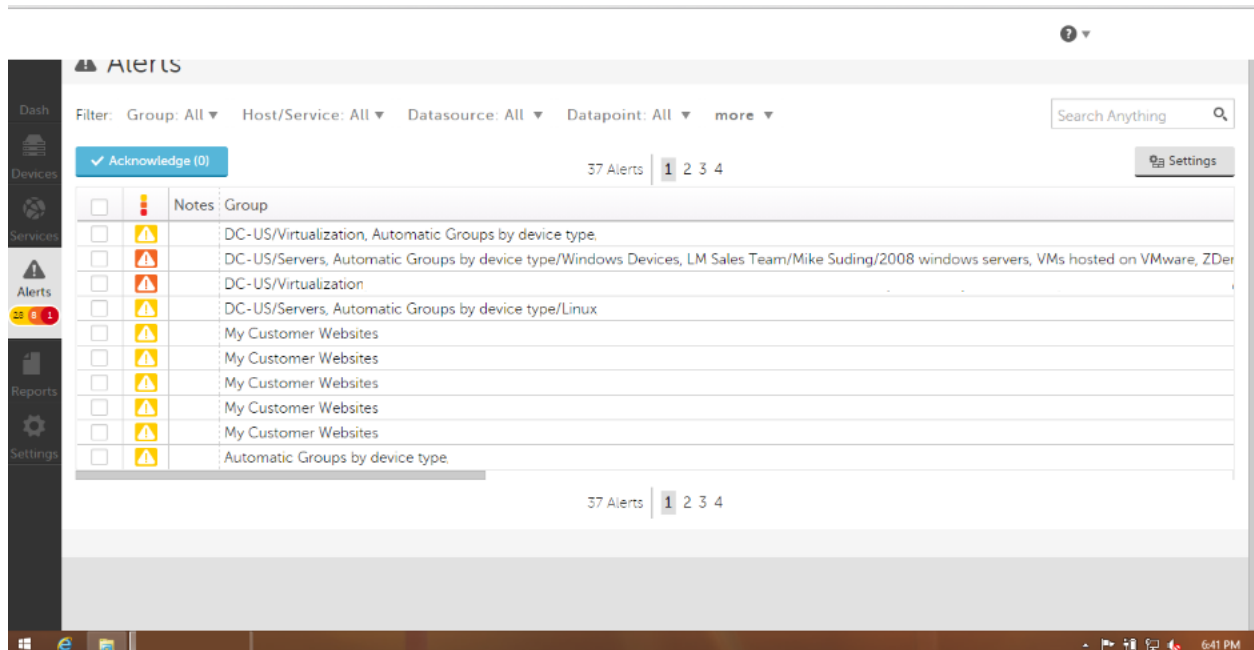 Alerts
Dash
Filter: Group: All Host/Service: All Datasource: All Datapoint: All more
Search Anything
Devices
Acknowledge (0)
37 Alerts 1 2 3 4
Settings
Notes Group
Services
DC-US/Virtualization, Automatic Groups by device type,
DC-US/Servers, Automatic Groups by device type/Windows Devices, LM Sales Team/Mike Suding/2008 windows servers, VMs hosted on VMware, ZDer
Alerts
DC-US/Virtualization
28 8 1
DC-US/Servers, Automatic Groups by device type/Linux
My Customer Websites
My Customer Websites
My Customer Websites
Reports
My Customer Websites
My Customer Websites
Settings
Automatic Groups by device type,
37 Alerts 1 2 3 4
6:41 PM